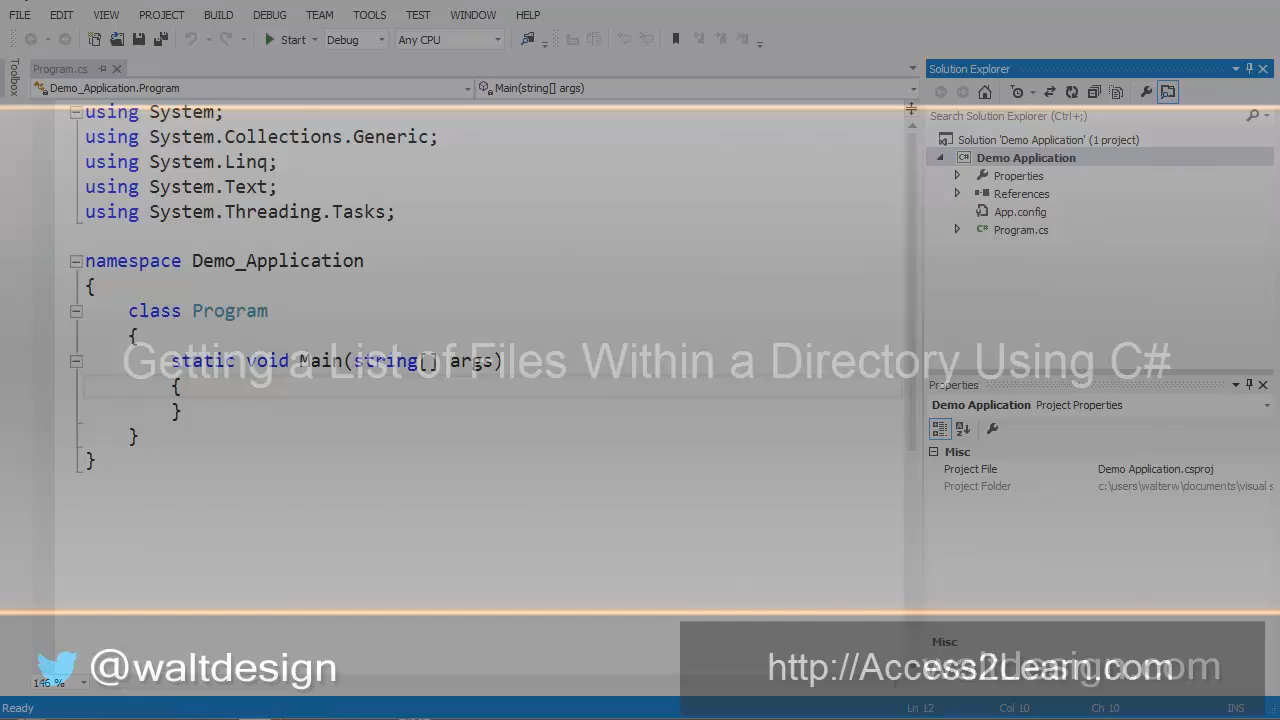 FILE EDIT VIEW PROJECT BUILD DEBUG TEAM TOOLS TEST WINDOW HELP
Start Debug Any CPU
Toolbox
Program.cs
Demo_Application.Program Main(string[] args)
using System;
using System.Collections.Generic;
using System.Linq;
using System.Text;
using System.Threading.Tasks;
namespace Demo_Application
{
class Program
{
static void Main(string[] args)
{
}
}
}
Getting a List of Files Within a Directory Using C#
Solution Explorer
Search Solution Explorer (Ctrl+;)
Solution 'Demo Application' (1 project)
C# Demo Application
Properties
References
App.config
C# Program.cs
Properties
Demo Application Project Properties
Misc
Project File Demo Application.csproj
Project Folder c:\users\walterw\documents\visual s
Misc
@waltdesign
http://Access2Learn.com
waltdesign.com
146 %
Ready Ln 12 Col 10 Ch 10 INS